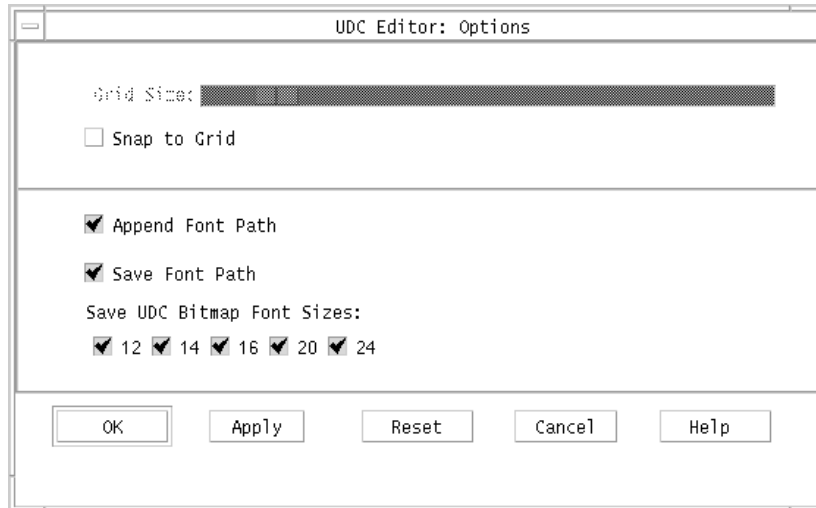 UDC Editor: Options
Grid Size:
Snap to Grid
Append Font Path
Save Font Path
Save UDC Bitmap Font Sizes:
12 14 16 20 24
OK Apply Reset Cancel Help